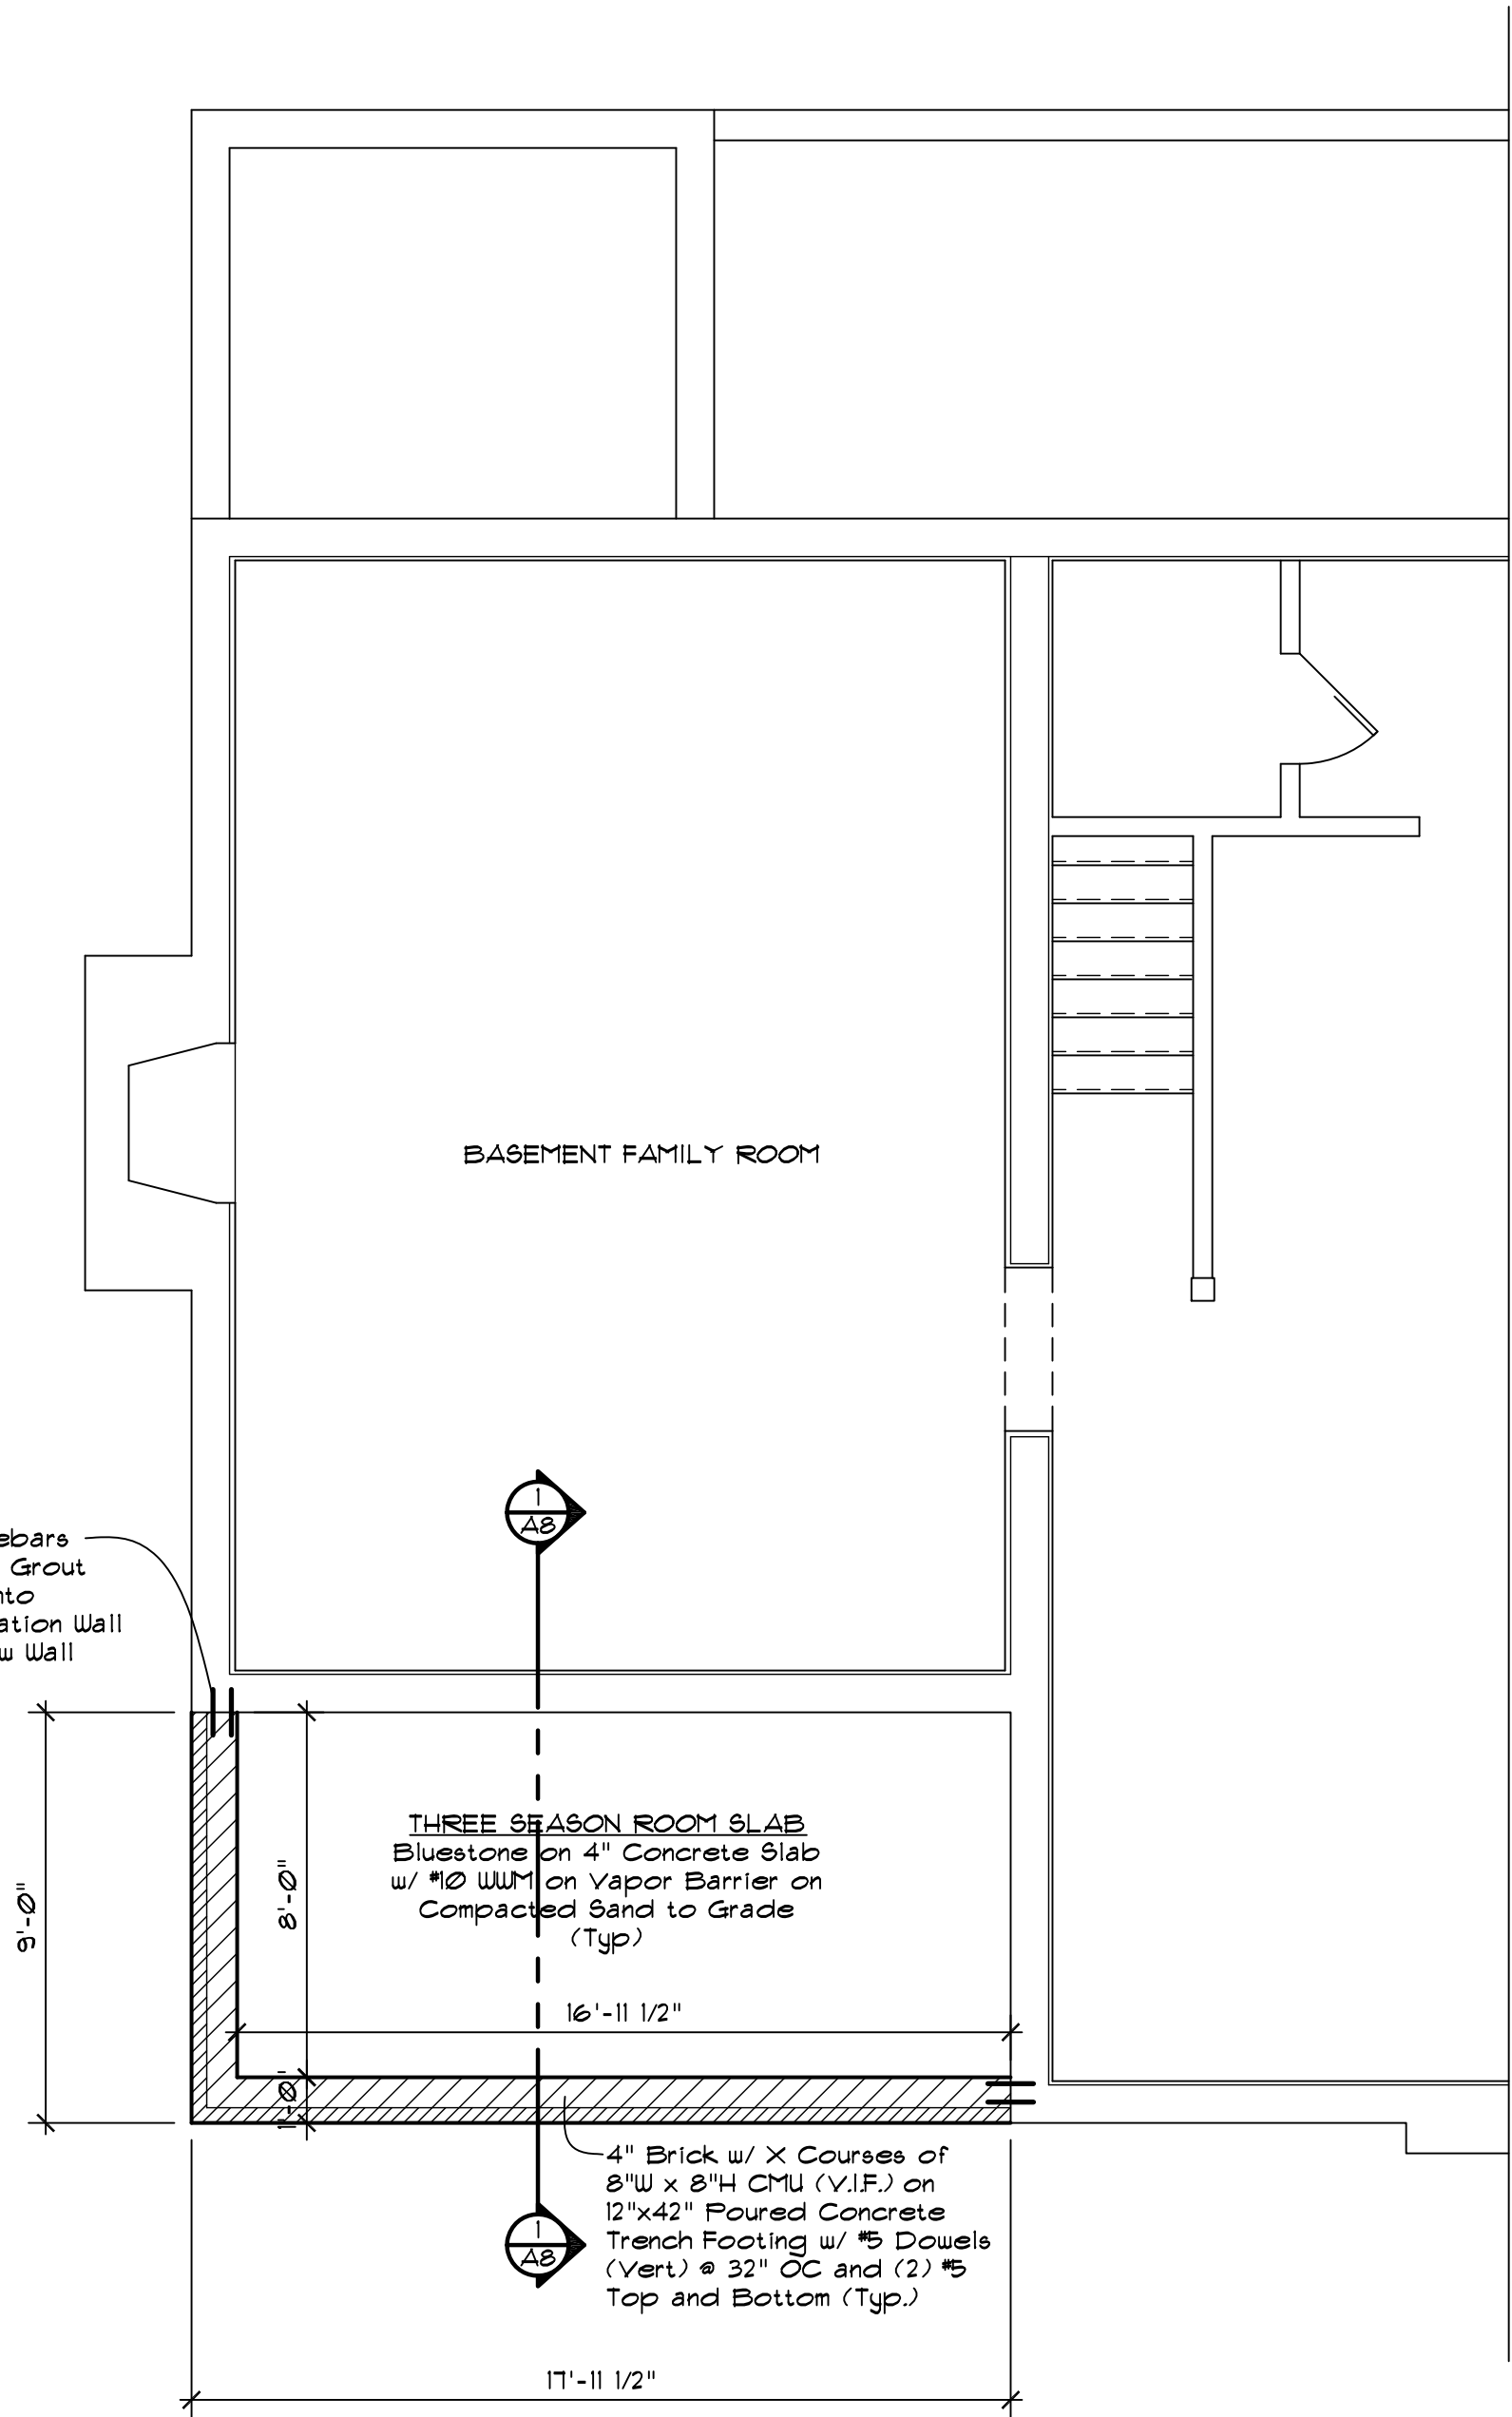 BASEMENT FAMILY ROOM
1
A8
ebars
Grout
nto
ation Wall
w Wall
THREE SEASON ROOM SLAB
Bluestone on 4" Concrete Slab
w/ #10 WWM on Vapor Barrier on
Compacted Sand to Grade
(Typ)
9'-0"
8'-0"
16'-11 1/2"
1'-0"
4" Brick w/ X Courses of
8"W x 8"H CMU (V.I.F.) on
12"x42" Poured Concrete
Trench Footing w/ #5 Dowels
(Vert) @ 32" OC and (2) #5
Top and Bottom (Typ.)
1
A8
17'-11 1/2"